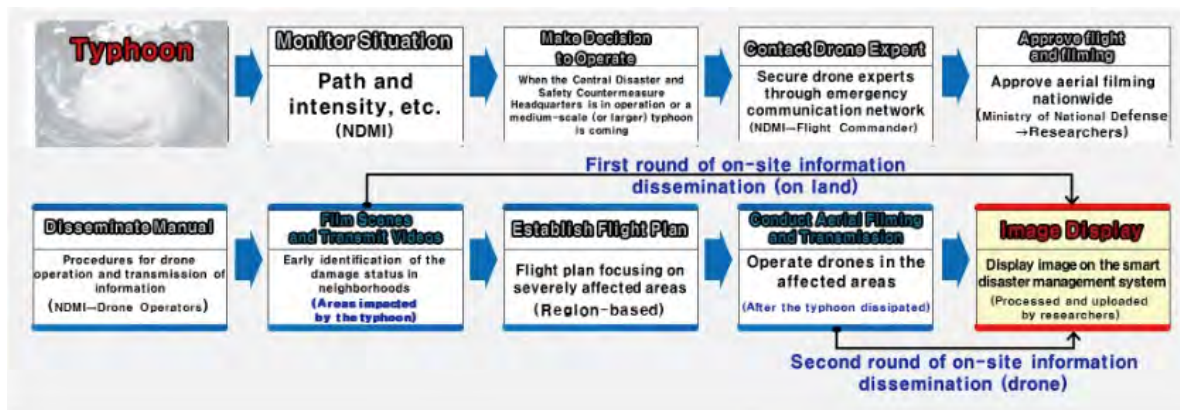 Typhoon
Monitor Situation
Path and
intensity, etc.
(NDMI)
Make Decision
to Operate
When the Central Disaster and
Safety Countermeasure
Headquarters is in operation or a
medium-scale (or larger) typhoon
is coming
Contact Drone Expert
Secure drone experts
through emergency
communication network
(NDMI→Flight Commander)
Approve flight
and filming
Approve aerial filming
nationwide
(Ministry of National Defense
→Researchers)
First round of on-site information
dissemination (on land)
Disseminate Manual
Procedures for drone
operation and transmission of
information
(NDMI→Drone Operators)
Film Scenes
and Transmit Videos
Early identification of the
damage status in
neighborhoods
(Areas impacted
by the typhoon)
Establish Flight Plan
Flight plan focusing on
severely affected areas
(Region-based)
Conduct Aerial Filming
and Transmission
Operate drones in the
affected areas
(After the typhoon dissipated)
Image Display
Display image on the smart
disaster management system
(Processed and uploaded
by researchers)
Second round of on-site information
dissemination (drone)